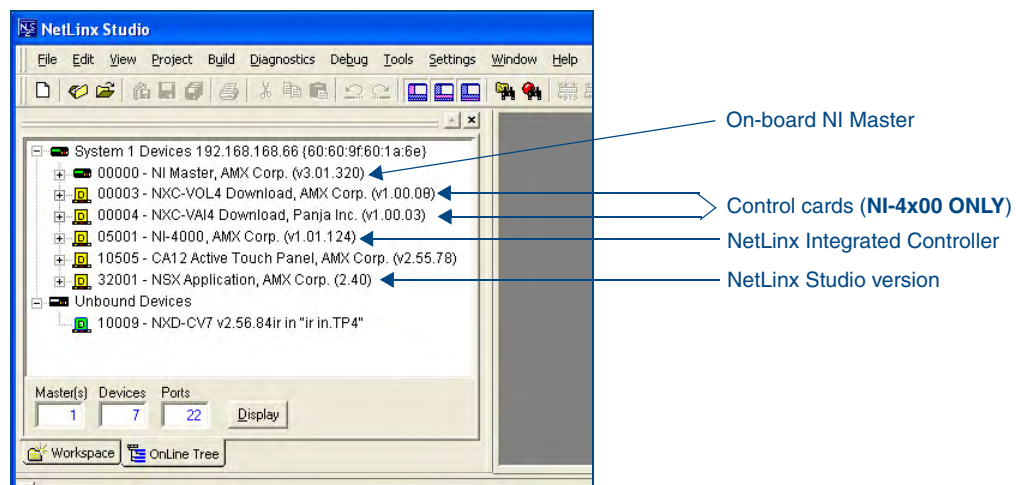 NetLinx Studio
File Edit View Project Build Diagnostics Debug Tools Settings Window Help
System 1 Devices 192.168.168.66 {60:60:9f:60:1a:6e}
00000 - NI Master, AMX Corp. (v3.01.320)
00003 - NXC-VOL4 Download, AMX Corp. (v1.00.08)
00004 - NXC-VAI4 Download, Panja Inc. (v1.00.03)
05001 - NI-4000, AMX Corp. (v1.01.124)
10505 - CA12 Active Touch Panel, AMX Corp. (v2.55.78)
32001 - NSX Application, AMX Corp. (2.40)
Unbound Devices
10009 - NXD-CV7 v2.56.84ir in "ir in.TP4"
Master(s) Devices Ports
1 7 22 Display
Workspace OnLine Tree
On-board NI Master
Control cards (NI-4x00 ONLY)
NetLinx Integrated Controller
NetLinx Studio version